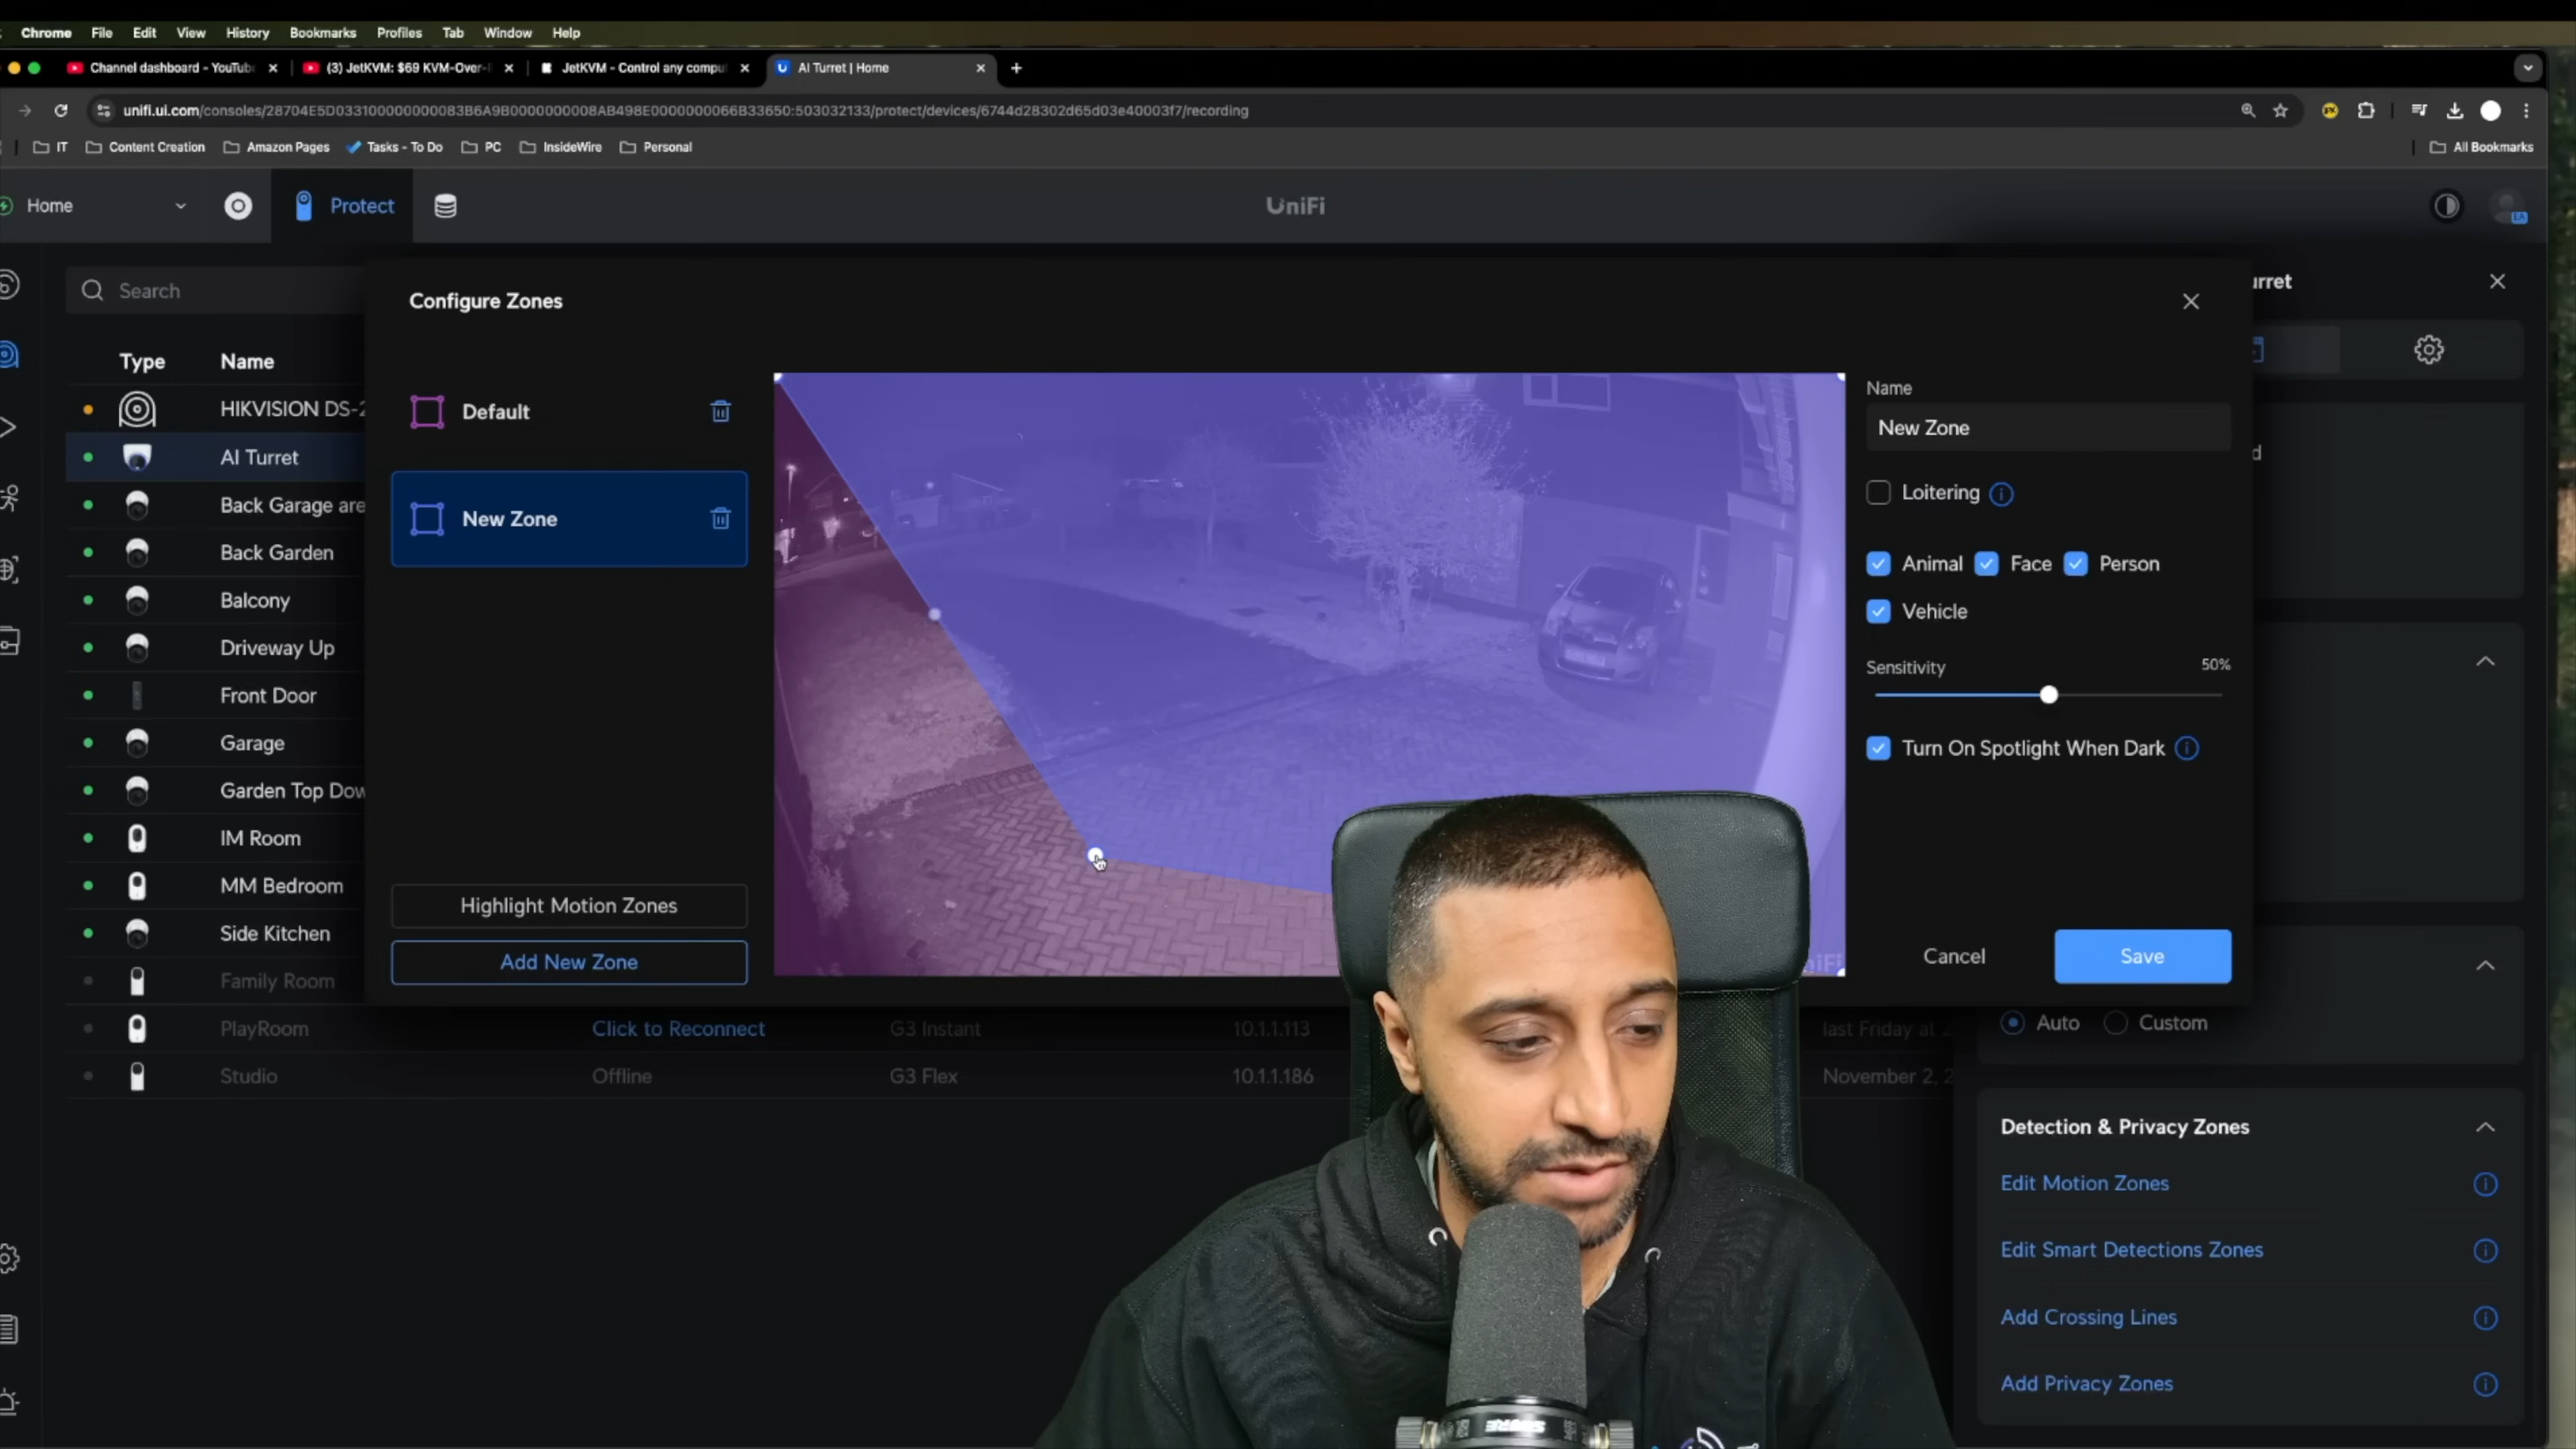 Chrome File Edit View History Bookmarks Profiles Tab Window Help
Channel dashboard - YouTube (3) JetKVM: $69 KVM-Over- JetKVM - Control any compu AI Turret | Home
unifi.ui.com/consoles/28704E5D0331000000000083B6A9B0000000008AB498E0000000066B33650:503032133/protect/devices/6744d28302d65d03e40003f7/recording
IT Content Creation Amazon Pages Tasks - To Do PC InsideWire Personal All Bookmarks
Home Protect UniFi
Search
Configure Zones
urret
Type Name
HIKVISION DS-2
AI Turret
Back Garage are
Back Garden
Balcony
Driveway Up
Front Door
Garage
Garden Top Dow
IM Room
MM Bedroom
Side Kitchen
Family Room
PlayRoom Click to Reconnect G3 Instant 10.1.1.113 last Friday at
Studio Offline G3 Flex 10.1.1.186 November 2, 2
Default
New Zone
Highlight Motion Zones
Add New Zone
Name
New Zone
Loitering
Animal Face Person
Vehicle
Sensitivity 50%
Turn On Spotlight When Dark
Cancel Save
Auto Custom
Detection & Privacy Zones
Edit Motion Zones
Edit Smart Detections Zones
Add Crossing Lines
Add Privacy Zones
SHURE